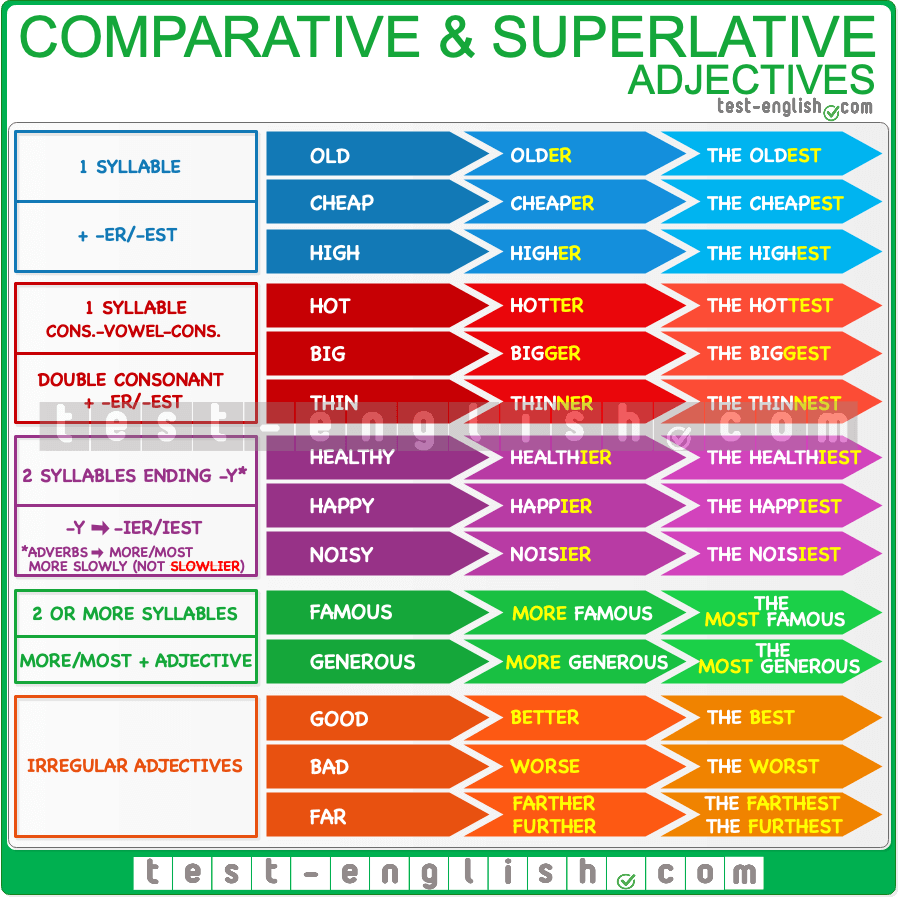 COMPARATIVE & SUPERLATIVE
ADJECTIVES
test-english.com
1 SYLLABLE
+ -ER/-EST
OLD
OLDER
THE OLDEST
CHEAP
CHEAPER
THE CHEAPEST
HIGH
HIGHER
THE HIGHEST
1 SYLLABLE
CONS.-VOWEL-CONS.
DOUBLE CONSONANT
+ -ER/-EST
HOT
HOTTER
THE HOTTEST
BIG
BIGGER
THE BIGGEST
THIN
THINNER
THE THINNEST
test-english.com
2 SYLLABLES ENDING -Y*
-Y ➡ -IER/IEST
*ADVERBS ➡ MORE/MOST
MORE SLOWLY (NOT SLOWLIER)
HEALTHY
HEALTHIER
THE HEALTHIEST
HAPPY
HAPPIER
THE HAPPIEST
NOISY
NOISIER
THE NOISIEST
2 OR MORE SYLLABLES
MORE/MOST + ADJECTIVE
FAMOUS
MORE FAMOUS
THE
MOST FAMOUS
GENEROUS
MORE GENEROUS
THE
MOST GENEROUS
IRREGULAR ADJECTIVES
GOOD
BETTER
THE BEST
BAD
WORSE
THE WORST
FAR
FARTHER
FURTHER
THE FARTHEST
THE FURTHEST
test-english.com